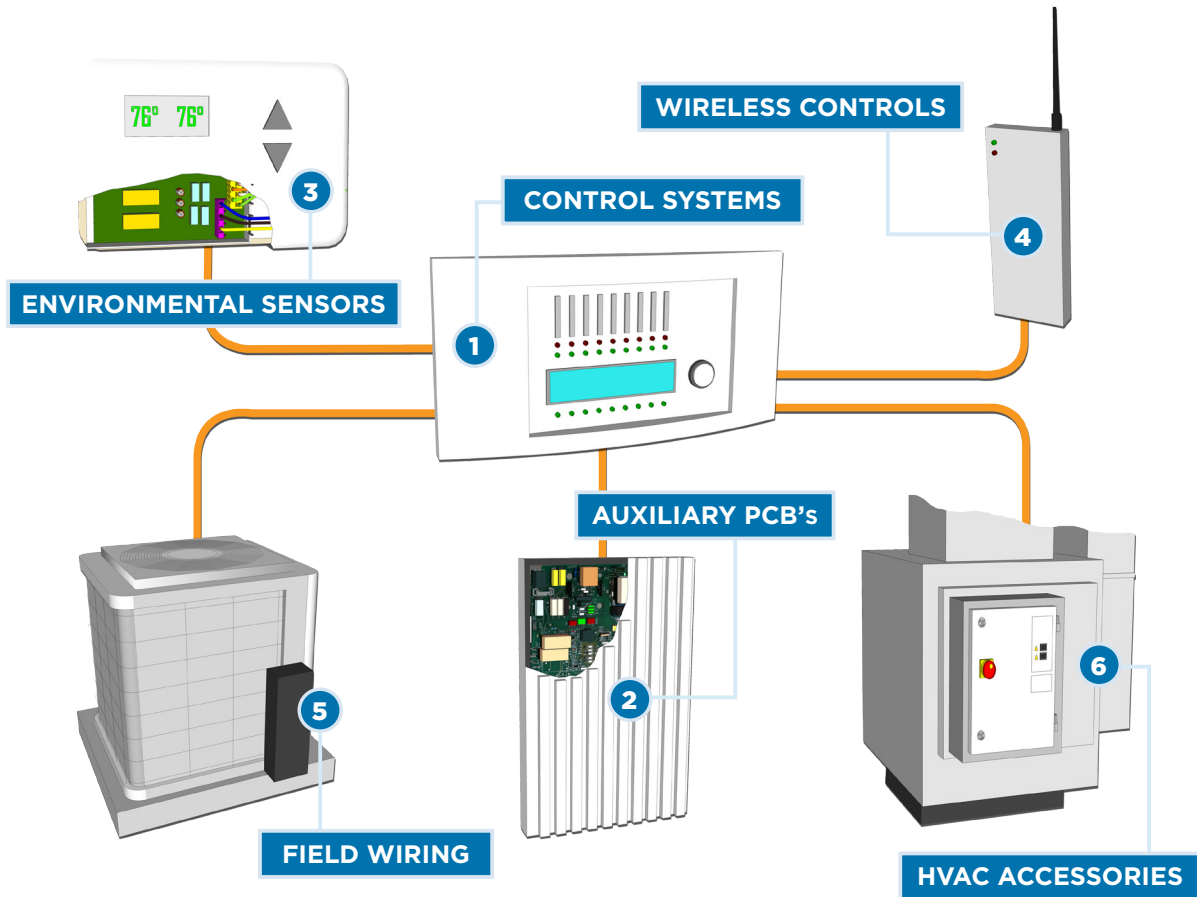 76° 76°
WIRELESS CONTROLS
3
CONTROL SYSTEMS
4
ENVIRONMENTAL SENSORS
1
AUXILIARY PCB's
6
2
5
FIELD WIRING
HVAC ACCESSORIES